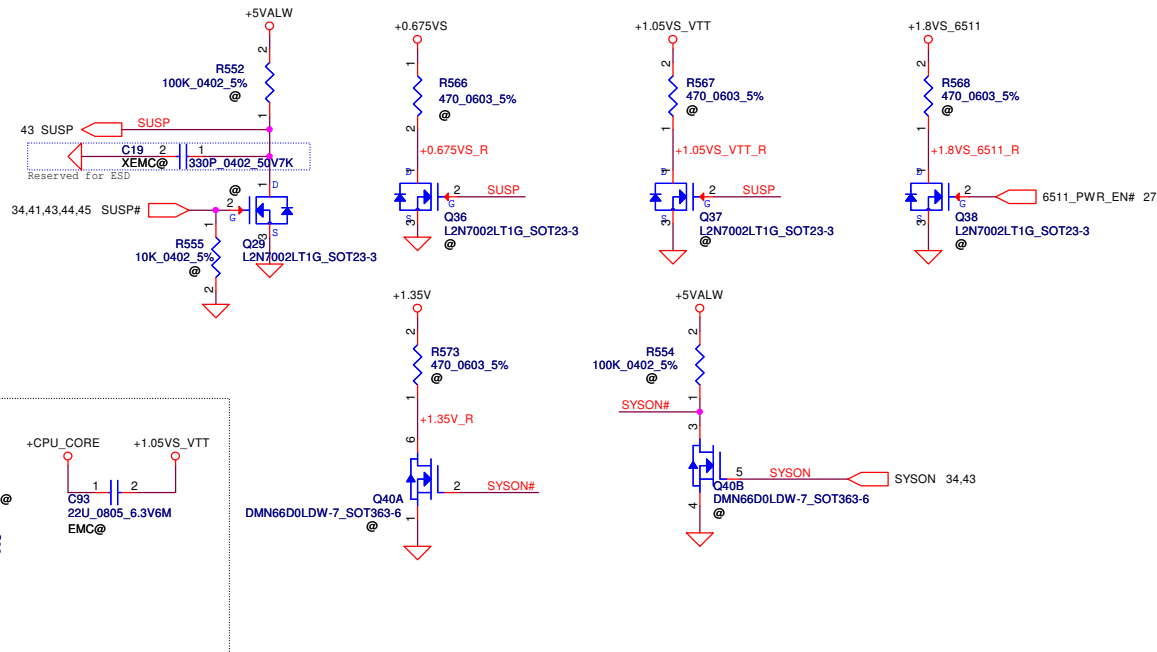 +5VALW
2
R552
100K_0402_5%
@
1
43 SUSP
SUSP
C19 2 1
XEMC@ 330P_0402_50V7K
Reserved for ESD
@
1 D
34,41,43,44,45 SUSP#
2
G
S
3
1
R555
10K_0402_5%
@
2
Q29
L2N7002LT1G_SOT23-3
+0.675VS
1
R566
470_0603_5%
@
2
+0.675VS_R
1
D
2 SUSP
G
S
3
Q36
L2N7002LT1G_SOT23-3
@
+1.05VS_VTT
2
R567
470_0603_5%
@
1
+1.05VS_VTT_R
1
D
2 SUSP
G
S
3
Q37
L2N7002LT1G_SOT23-3
@
+1.8VS_6511
2
R568
470_0603_5%
@
1
+1.8VS_6511_R
1
D
2
6511_PWR_EN# 27
G
S
3
Q38
L2N7002LT1G_SOT23-3
@
+1.35V
2
R573
470_0603_5%
@
1
+1.35V_R
6
2 SYSON#
Q40A
DMN66D0LDW-7_SOT363-6
@
1
+5VALW
2
R554
100K_0402_5%
@
1
SYSON#
3
5 SYSON
SYSON 34,43
Q40B
DMN66D0LDW-7_SOT363-6
@
4
+CPU_CORE
+1.05VS_VTT
1 2
C93
22U_0805_6.3V6M
EMC@
@